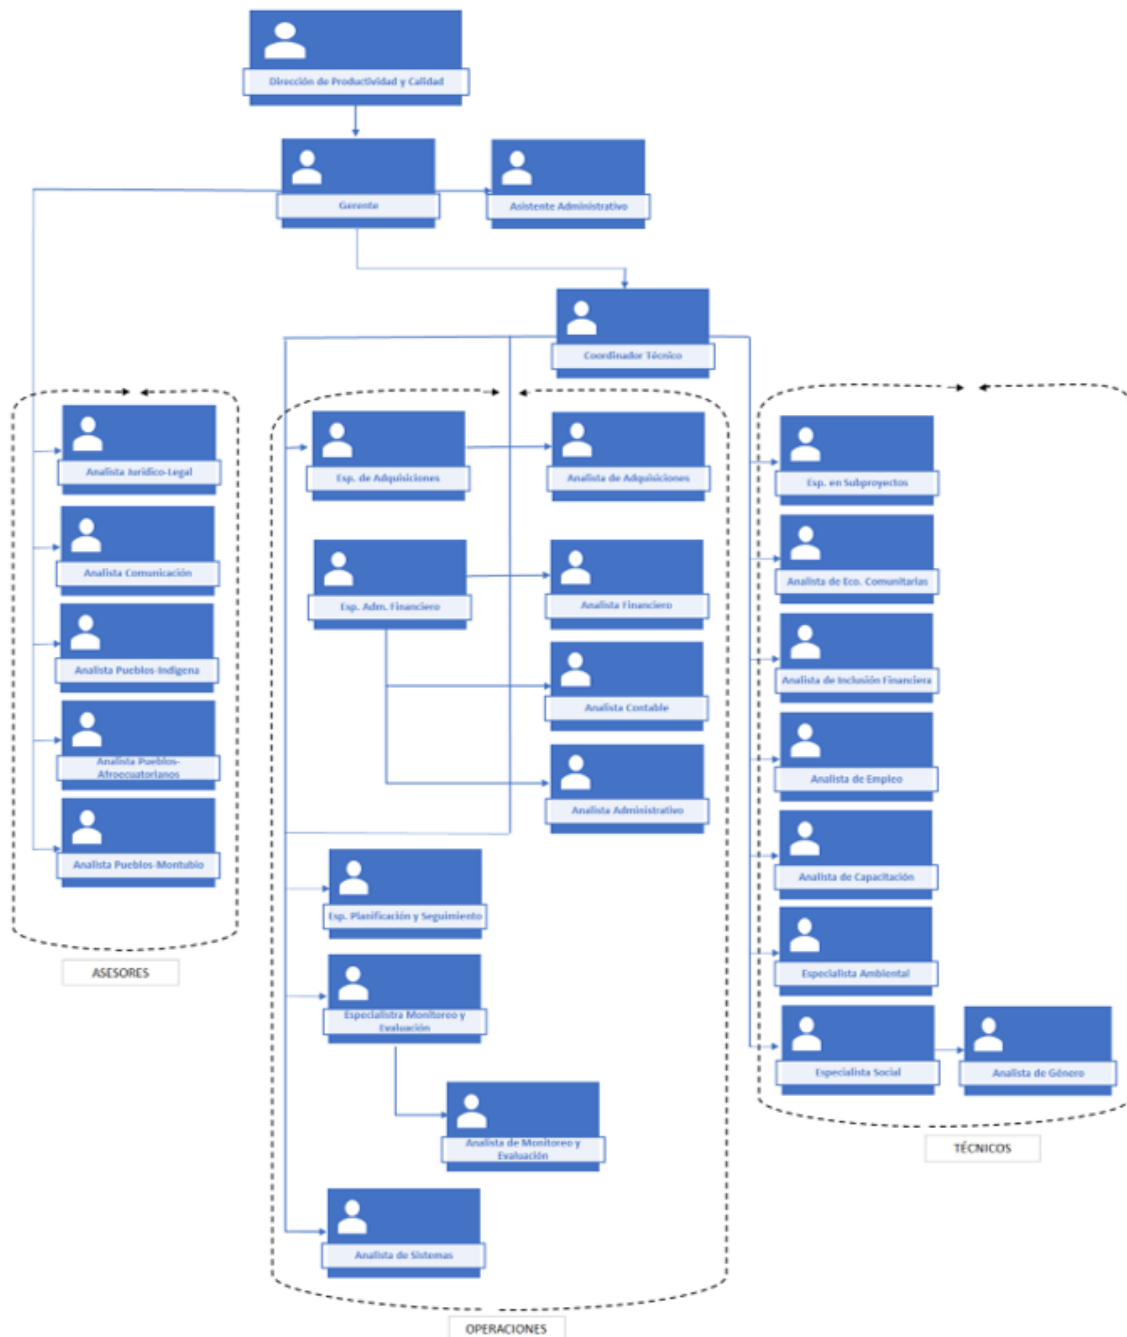 Dirección de Productividad y Calidad
Gerente
Asistente Administrativo
Coordinador Técnico
Analista Jurídico-Legal
Analista Comunicación
Analista Pueblos-Indígena
Analista Pueblos-
Afroecuatorianos
Analista Pueblos-Montubio
ASESORES
Esp. de Adquisiciones
Analista de Adquisiciones
Esp. Adm. Financiero
Analista Financiero
Analista Contable
Analista Administrativo
Esp. Planificación y Seguimiento
Especialistra Monitoreo y
Evaluación
Analista de Monitoreo y
Evaluación
Analista de Sistemas
OPERACIONES
Esp. en Subproyectos
Analista de Eco. Comunitarias
Analista de Inclusión Financiera
Analista de Empleo
Analista de Capacitación
Especialista Ambiental
Especialista Social
Analista de Género
TÉCNICOS